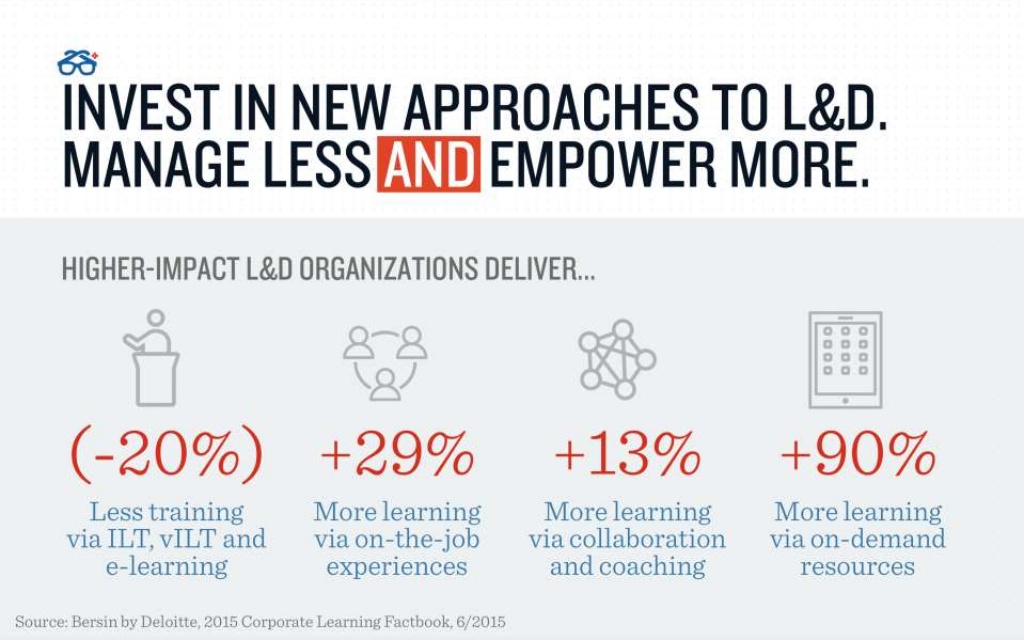 INVEST IN NEW APPROACHES TO L&D.
MANAGE LESS AND EMPOWER MORE.
HIGHER-IMPACT L&D ORGANIZATIONS DELIVER...
(-20%)
Less training
via ILT, vILT and
e-learning
+29%
More learning
via on-the-job
experiences
+13%
More learning
via collaboration
and coaching
+90%
More learning
via on-demand
resources
Source: Bersin by Deloitte, 2015 Corporate Learning Factbook, 6/2015